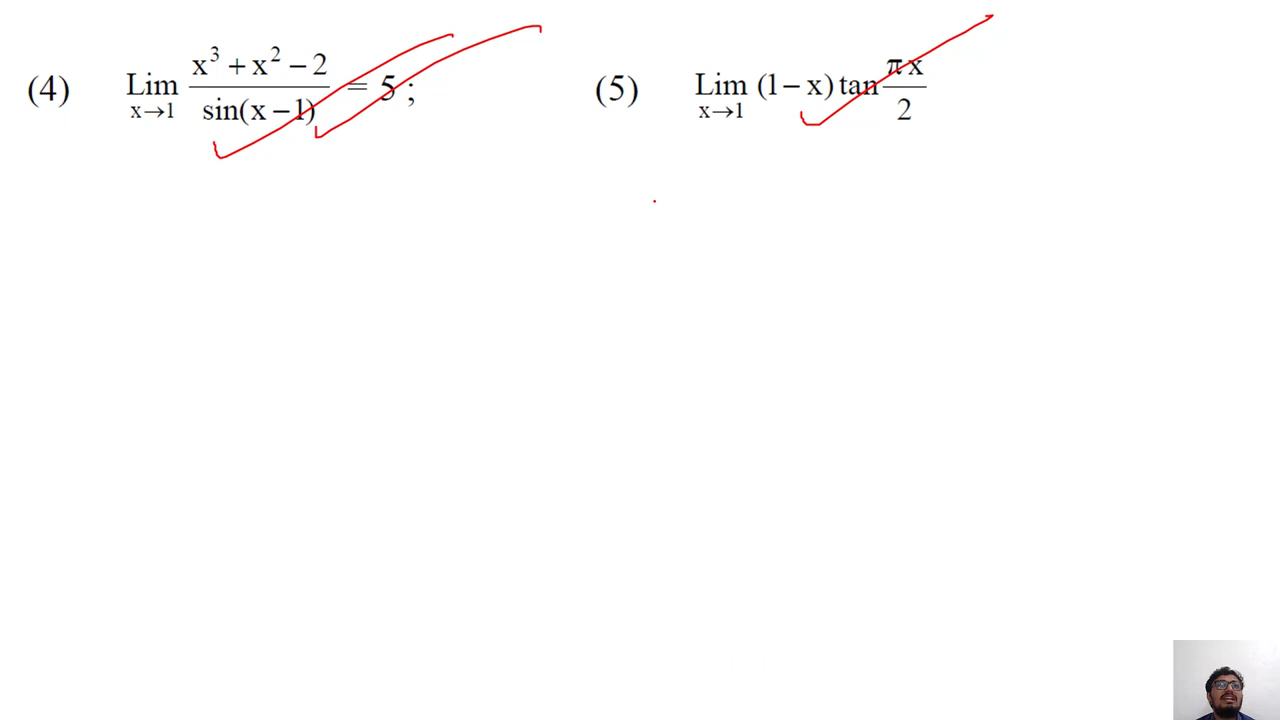 (4) Lim x→1 (x³ + x² − 2)/(sin(x − 1)) = 5 ;
(5) Lim x→1 (1 − x) tan πx/2